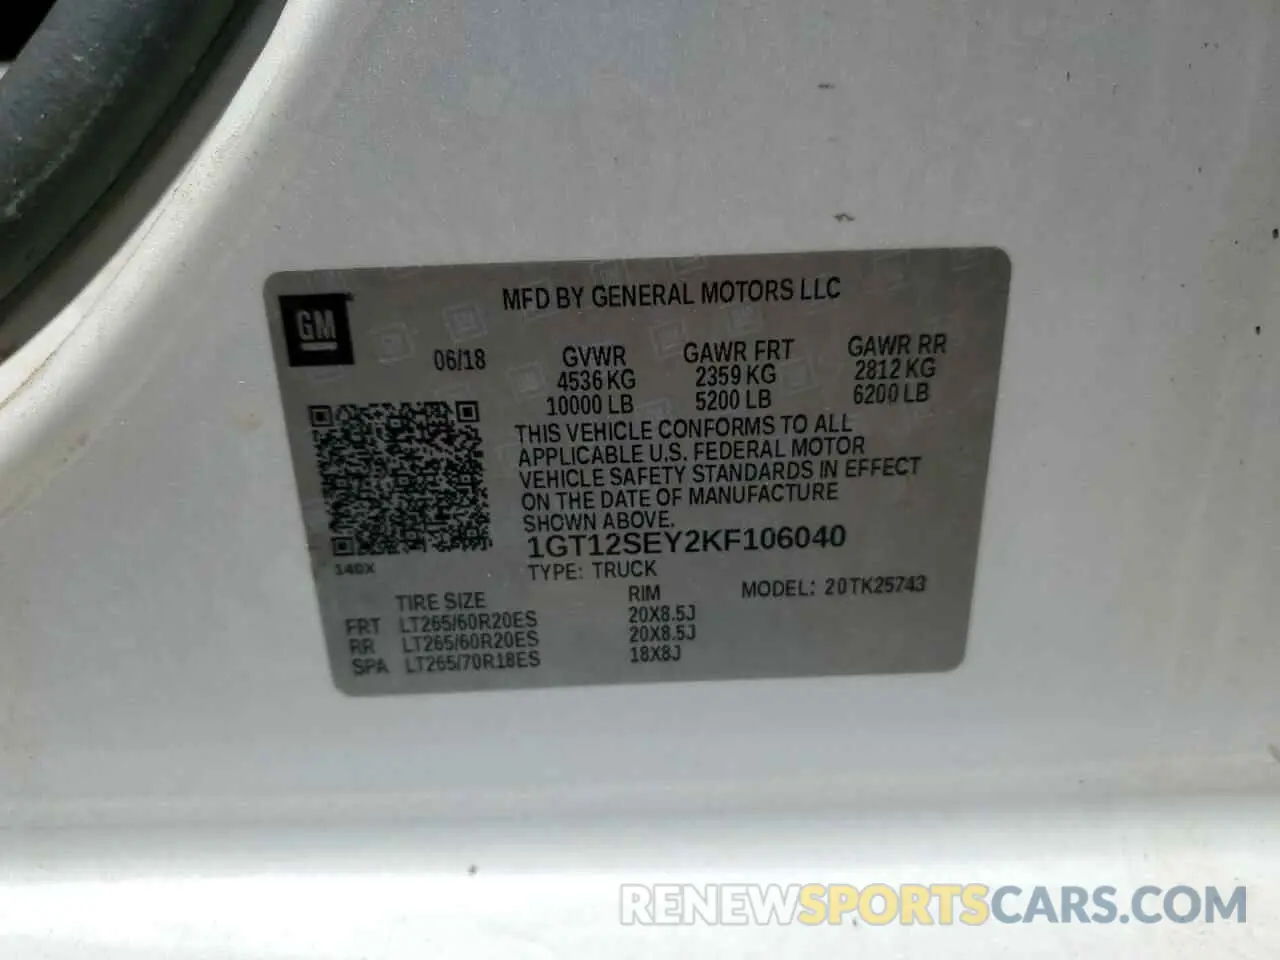 GM
MFD BY GENERAL MOTORS LLC
06/18
GVWR
4536 KG
10000 LB
GAWR FRT
2359 KG
5200 LB
GAWR RR
2812 KG
6200 LB
THIS VEHICLE CONFORMS TO ALL
APPLICABLE U.S. FEDERAL MOTOR
VEHICLE SAFETY STANDARDS IN EFFECT
ON THE DATE OF MANUFACTURE
SHOWN ABOVE.
1GT12SEY2KF106040
140X
TYPE: TRUCK
MODEL: 20TK25743
TIRE SIZE RIM
FRT LT265/60R20ES 20X8.5J
RR LT265/60R20ES 20X8.5J
SPA LT265/70R18ES 18X8J
RENEWSPORTSCARS.COM